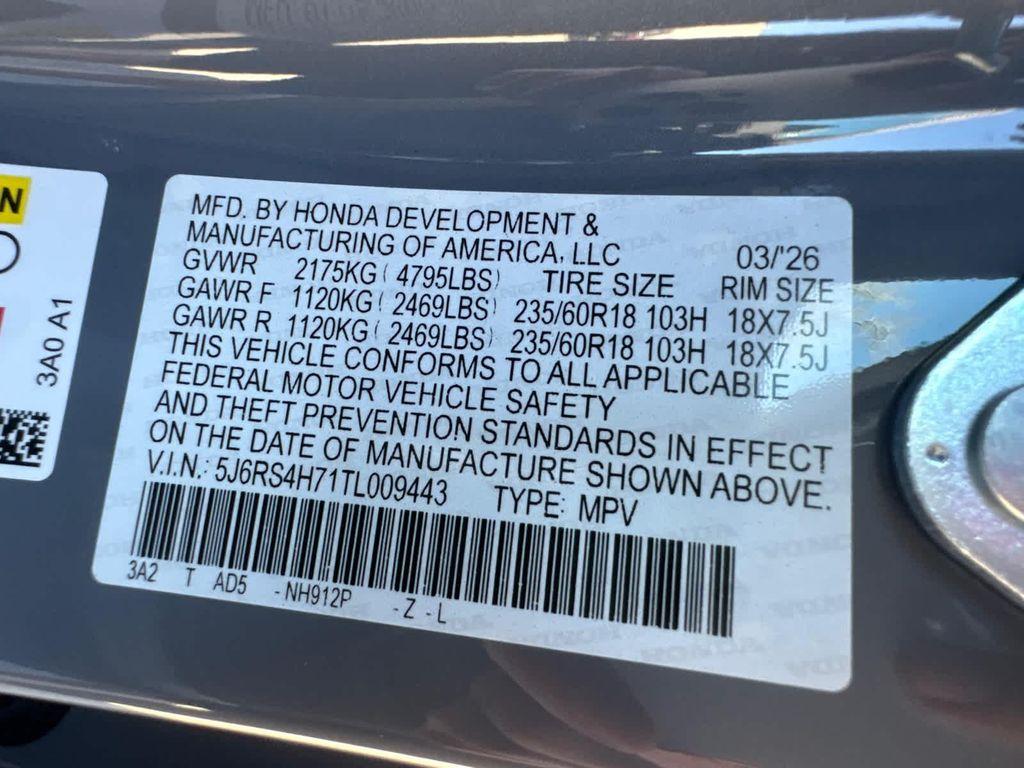 N
3A0 A1
MFD. BY HONDA DEVELOPMENT &
MANUFACTURING OF AMERICA, LLC 03/'26
GVWR 2175KG ( 4795LBS) TIRE SIZE RIM SIZE
GAWR F 1120KG ( 2469LBS) 235/60R18 103H 18X7.5J
GAWR R 1120KG ( 2469LBS) 235/60R18 103H 18X7.5J
THIS VEHICLE CONFORMS TO ALL APPLICABLE
FEDERAL MOTOR VEHICLE SAFETY
AND THEFT PREVENTION STANDARDS IN EFFECT
ON THE DATE OF MANUFACTURE SHOWN ABOVE.
V.I.N.: 5J6RS4H71TL009443 TYPE: MPV
3A2 T AD5 -NH912P -Z -L